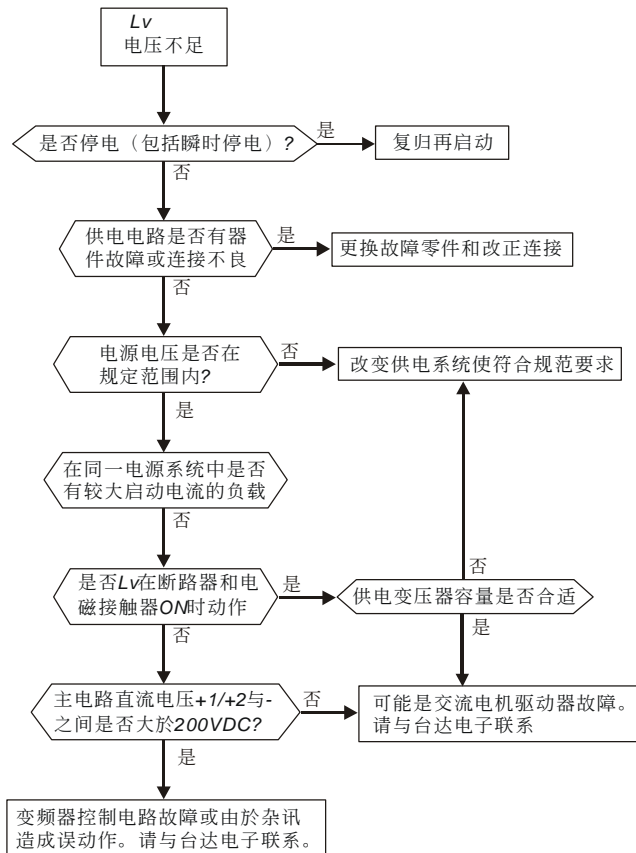 Lv
电压不足
是否停电（包括瞬时停电）?
是
复归再启动
否
供电电路是否有器
件故障或连接不良
是
更换故障零件和改正连接
否
电源电压是否在
规定范围内?
否
改变供电系统使符合规范要求
是
在同一电源系统中是否
有较大启动电流的负载
否
是否Lv在断路器和电
磁接触器ON时动作
是
供电变压器容量是否合适
否
是
否
主电路直流电压+1/+2与-
之间是否大於200VDC?
否
可能是交流电机驱动器故障。
请与台达电子联系
是
变频器控制电路故障或由於杂讯
造成误动作。请与台达电子联系。